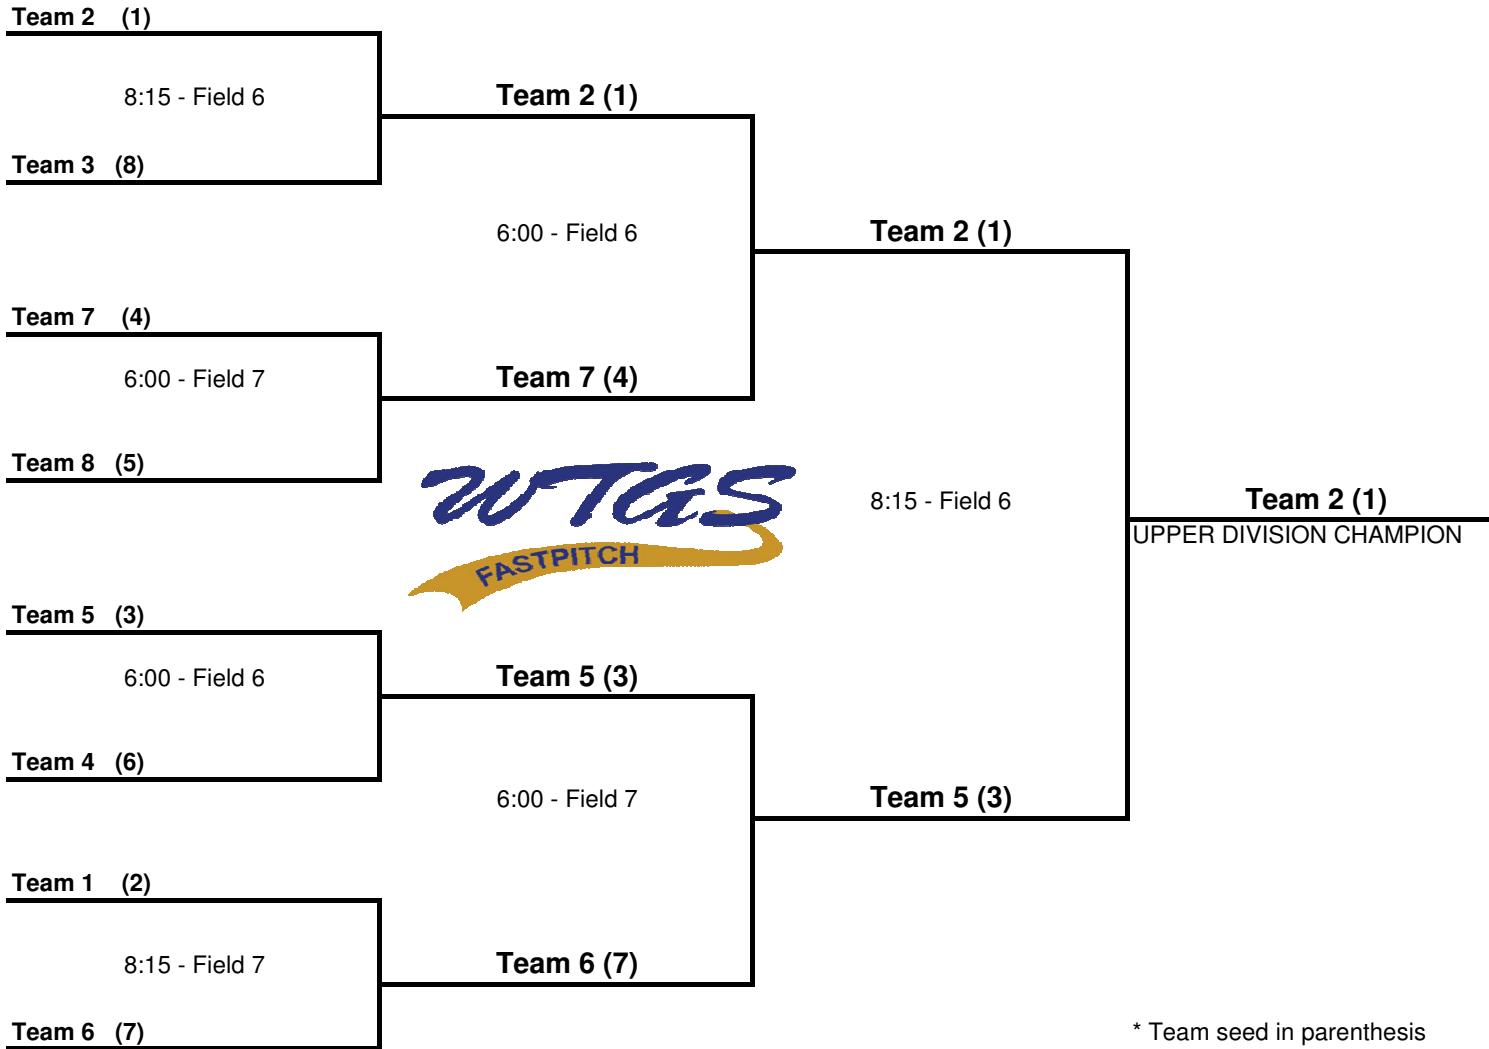 Team 2 (1)
8:15 - Field 6
Team 2 (1)
Team 3 (8)
6:00 - Field 6
Team 2 (1)
Team 7 (4)
6:00 - Field 7
Team 7 (4)
Team 8 (5)
WTGS
FASTPITCH
8:15 - Field 6
Team 2 (1)
UPPER DIVISION CHAMPION
Team 5 (3)
6:00 - Field 6
Team 5 (3)
Team 4 (6)
6:00 - Field 7
Team 5 (3)
Team 1 (2)
8:15 - Field 7
Team 6 (7)
Team 6 (7)
* Team seed in parenthesis